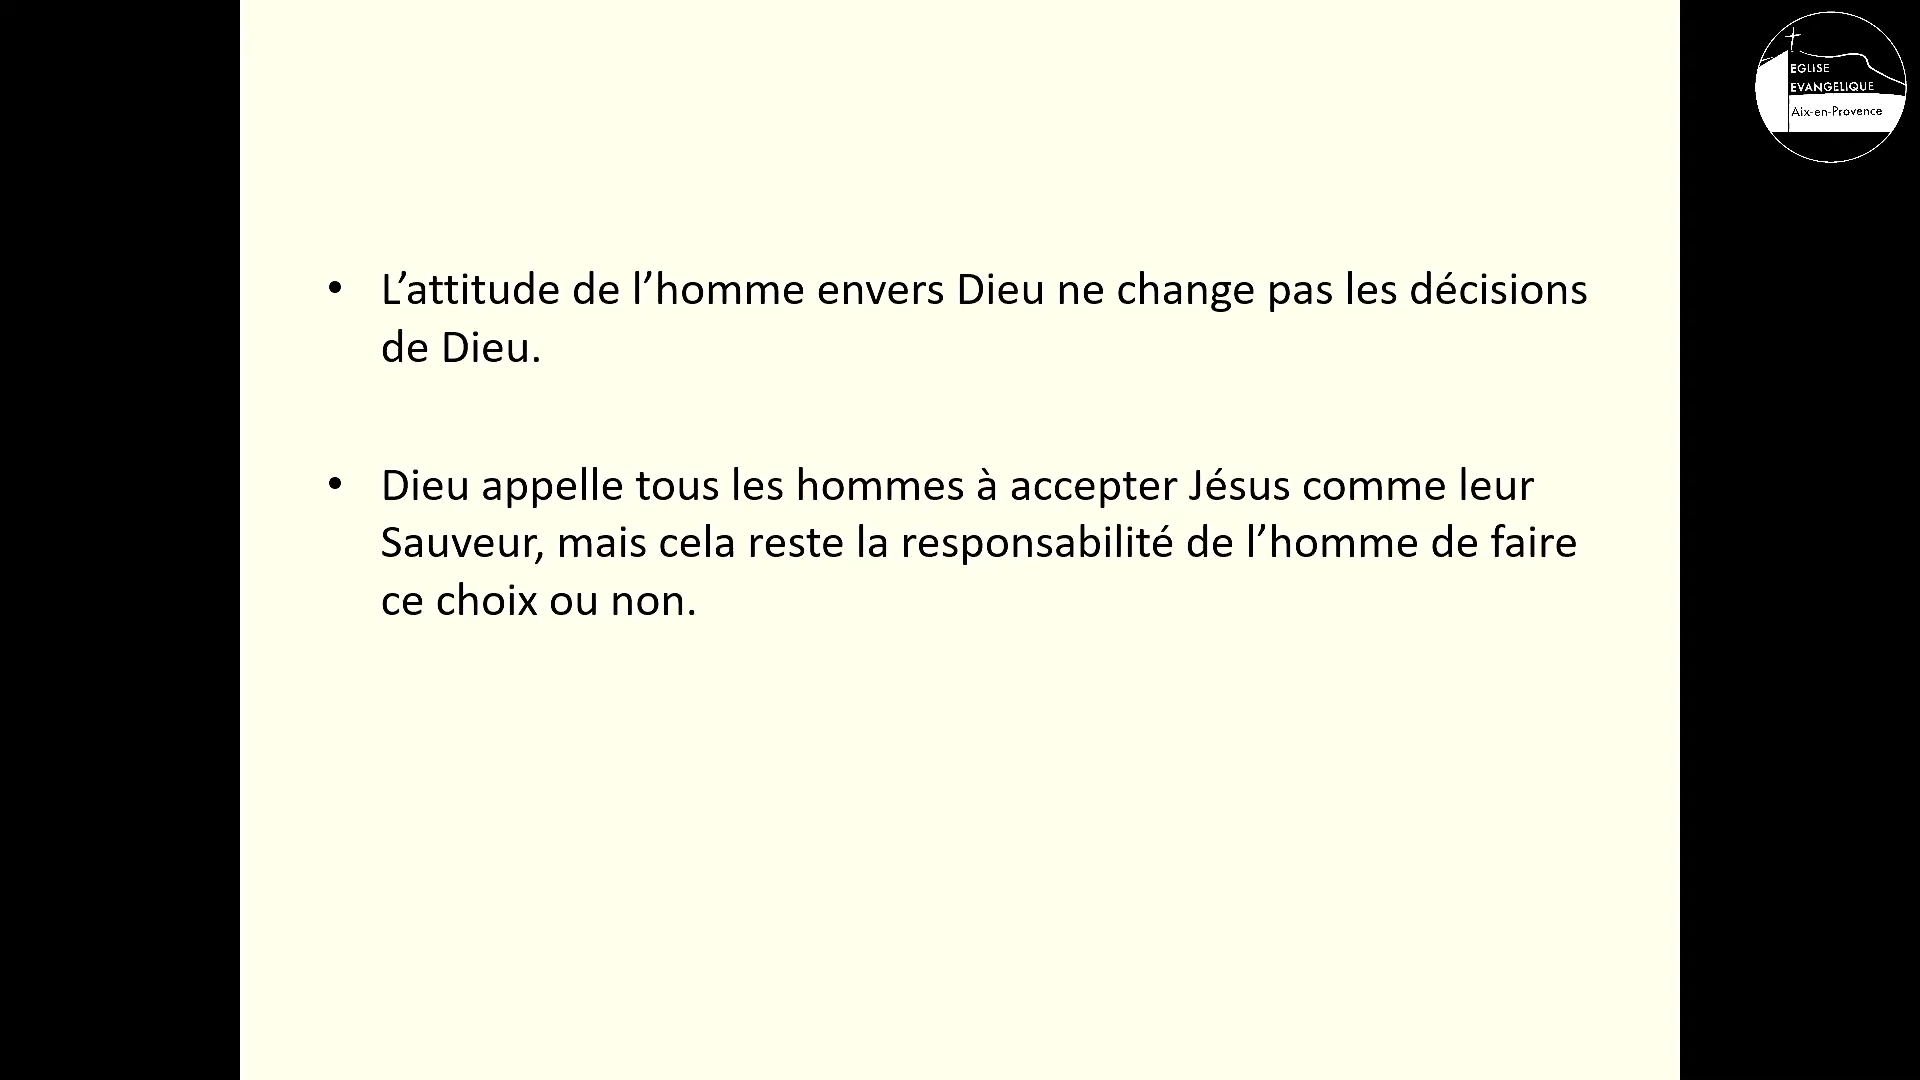 EGLISE
EVANGELIQUE
Aix-en-Provence
• L’attitude de l’homme envers Dieu ne change pas les décisions
de Dieu.
• Dieu appelle tous les hommes à accepter Jésus comme leur
Sauveur, mais cela reste la responsabilité de l’homme de faire
ce choix ou non.